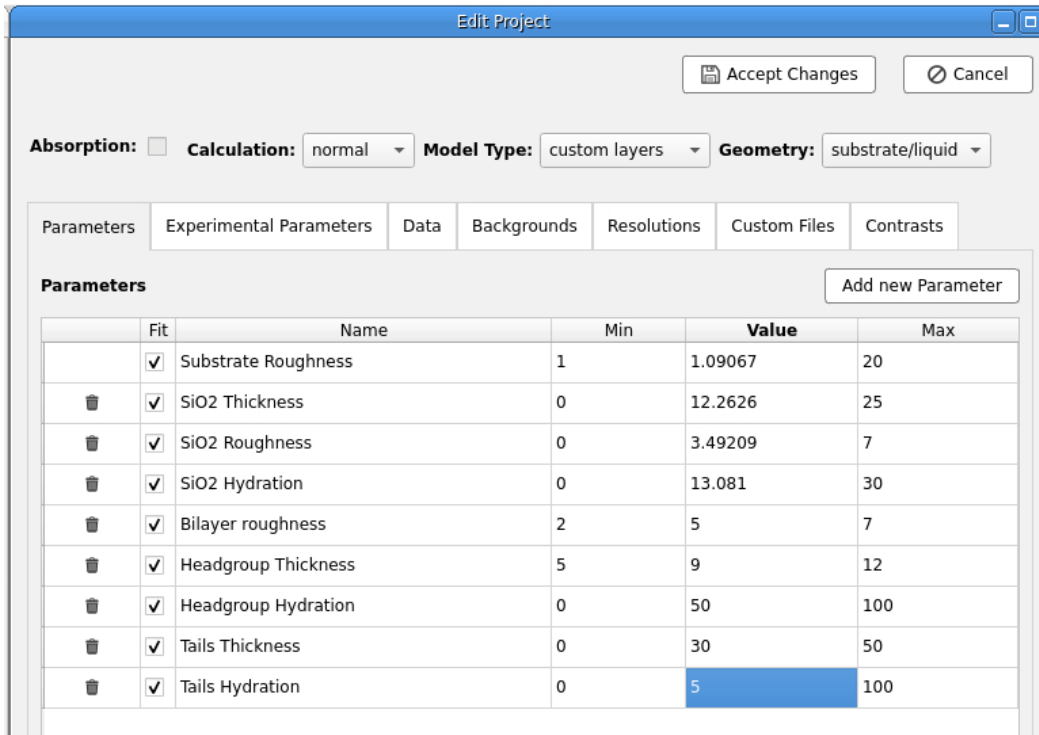 Edit Project
Accept Changes Cancel
Absorption: Calculation: normal Model Type: custom layers Geometry: substrate/liquid
Parameters Experimental Parameters Data Backgrounds Resolutions Custom Files Contrasts
Parameters Add new Parameter
Fit Name Min Value Max
Substrate Roughness 1 1.09067 20
SiO2 Thickness 0 12.2626 25
SiO2 Roughness 0 3.49209 7
SiO2 Hydration 0 13.081 30
Bilayer roughness 2 5 7
Headgroup Thickness 5 9 12
Headgroup Hydration 0 50 100
Tails Thickness 0 30 50
Tails Hydration 0 5 100